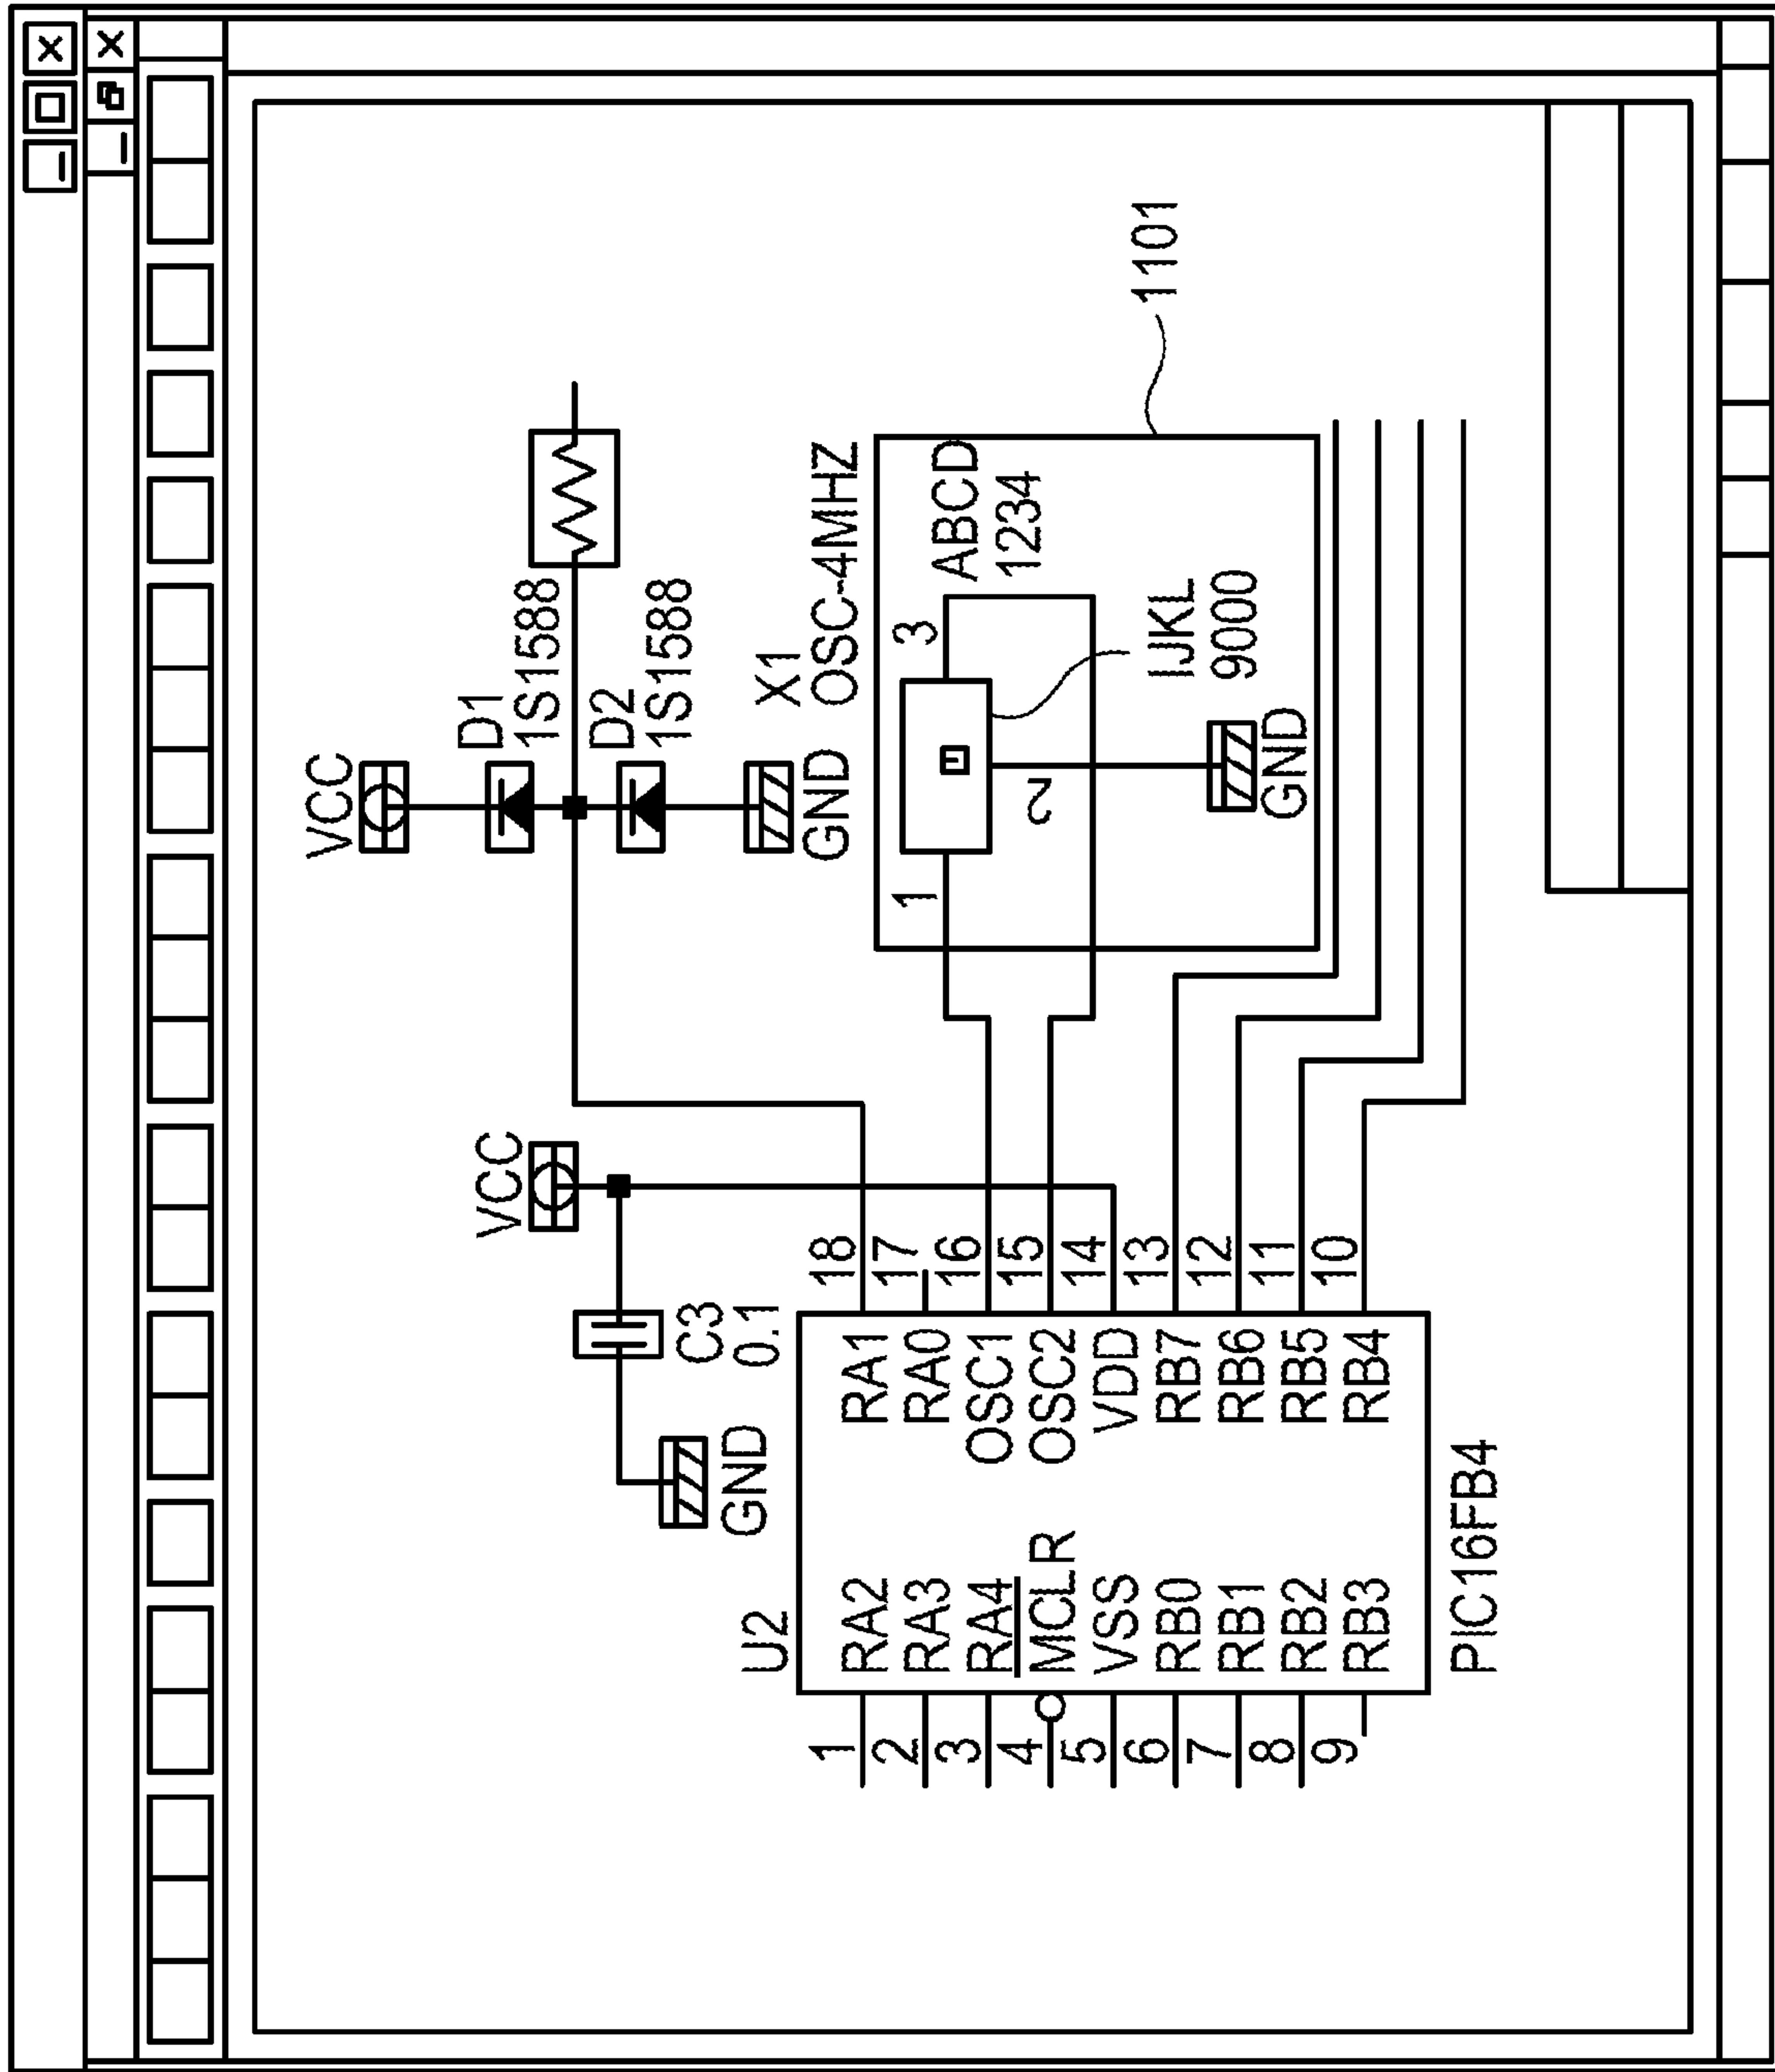 VCC
D1
1S1588
VCC
D2
1S1588
C3
0.1
GND
GND
X1
OSC-4MHZ
U2
1
RA2
RA1
18
2
RA3
RA0
17
3
RA4
OSC1
16
4
MCLR
OSC2
15
5
VSS
VDD
14
6
RB0
RB7
13
7
RB1
RB6
12
8
RB2
RB5
11
9
RB3
RB4
10
PIC16FB4
1
3
2
ABCD
1234
IJKL
9000
GND
1101